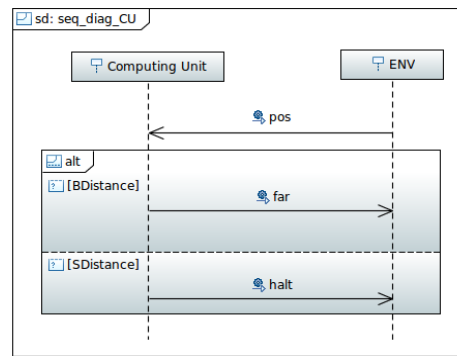 sd: seq_diag_CU
Computing Unit
ENV
pos
alt
[BDistance]
far
[SDistance]
halt